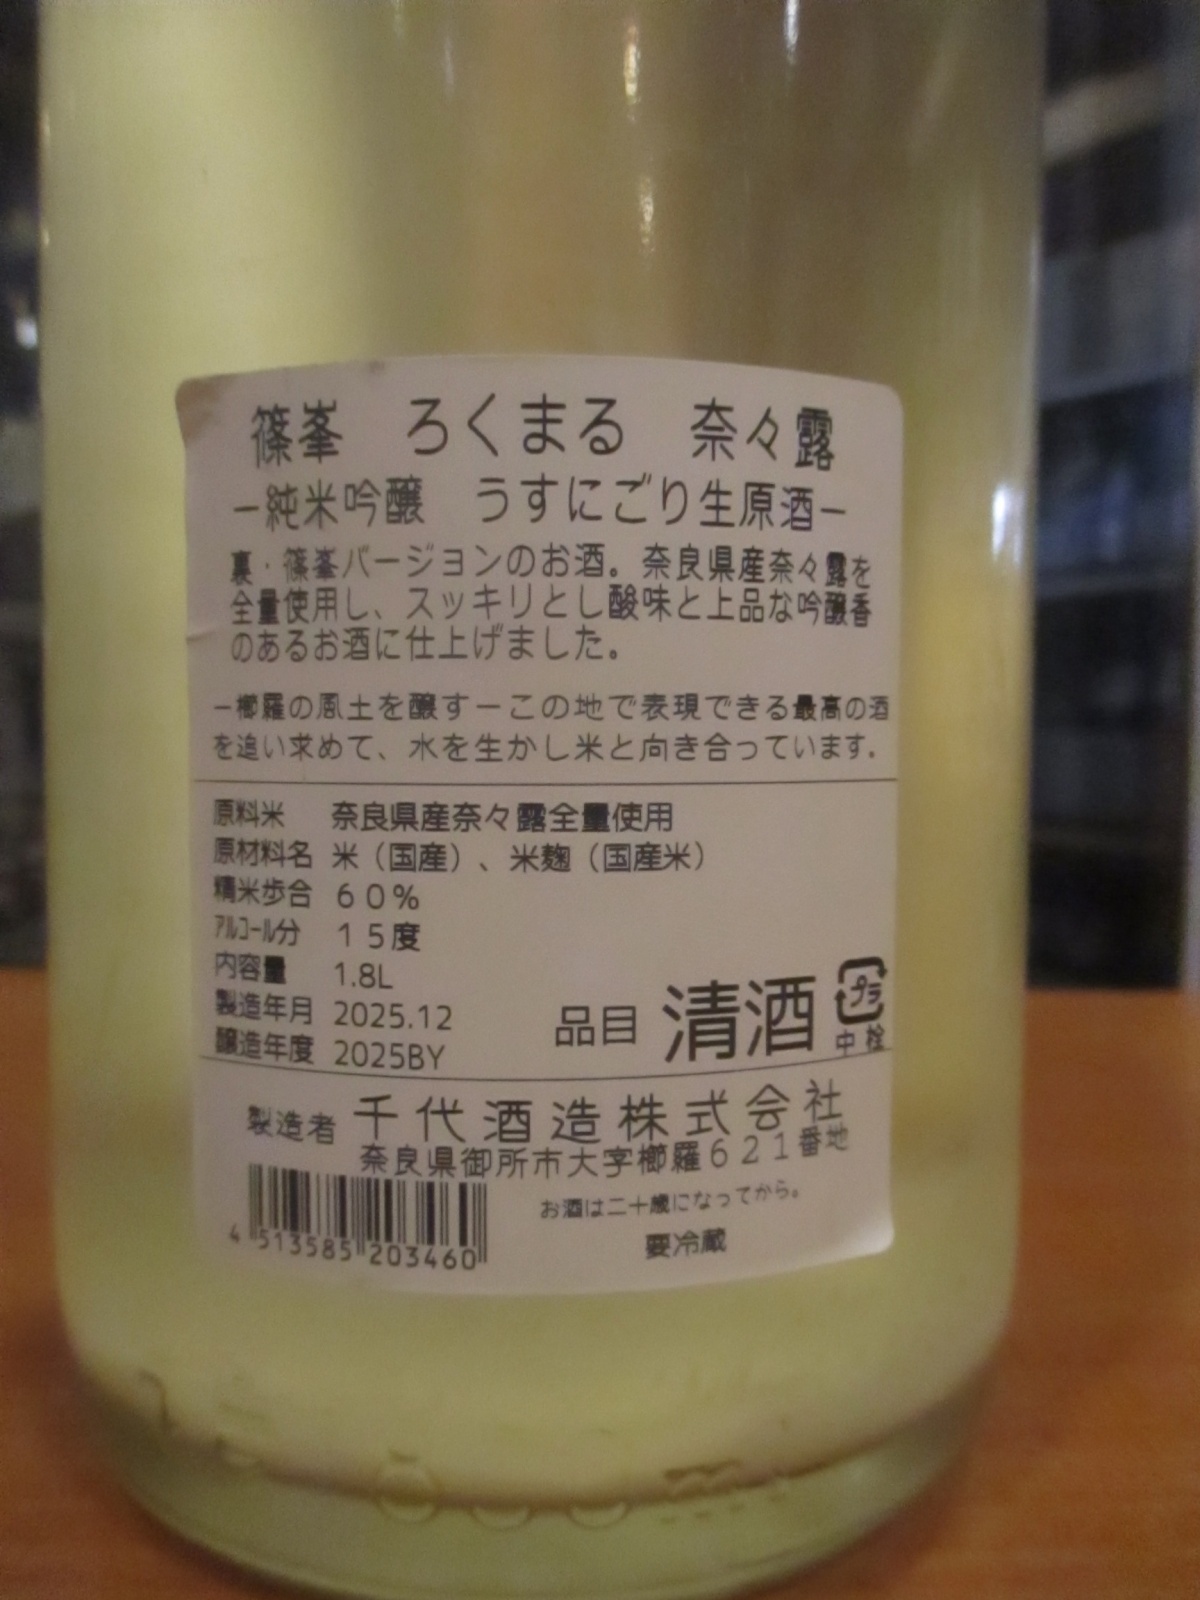 篠峯 ろくまる 奈々露
－純米吟醸 うすにごり生原酒－
裏・篠峯バージョンのお酒。奈良県産奈々露を
全量使用し、スッキリとし酸味と上品な吟醸香
のあるお酒に仕上げました。
－櫛羅の風土を醸す－この地で表現できる最高の酒
を追い求めて、水を生かし米と向き合っています。
原料米 奈良県産奈々露全量使用
原材料名 米（国産）、米麹（国産米）
精米歩合 60%
アルコール分 15度
内容量 1.8L
製造年月 2025.12
醸造年度 2025BY
品目 清酒
プラ
中栓
製造者 千代酒造株式会社
奈良県御所市大字櫛羅621番地
お酒は二十歳になってから。
要冷蔵
4 513585 203460